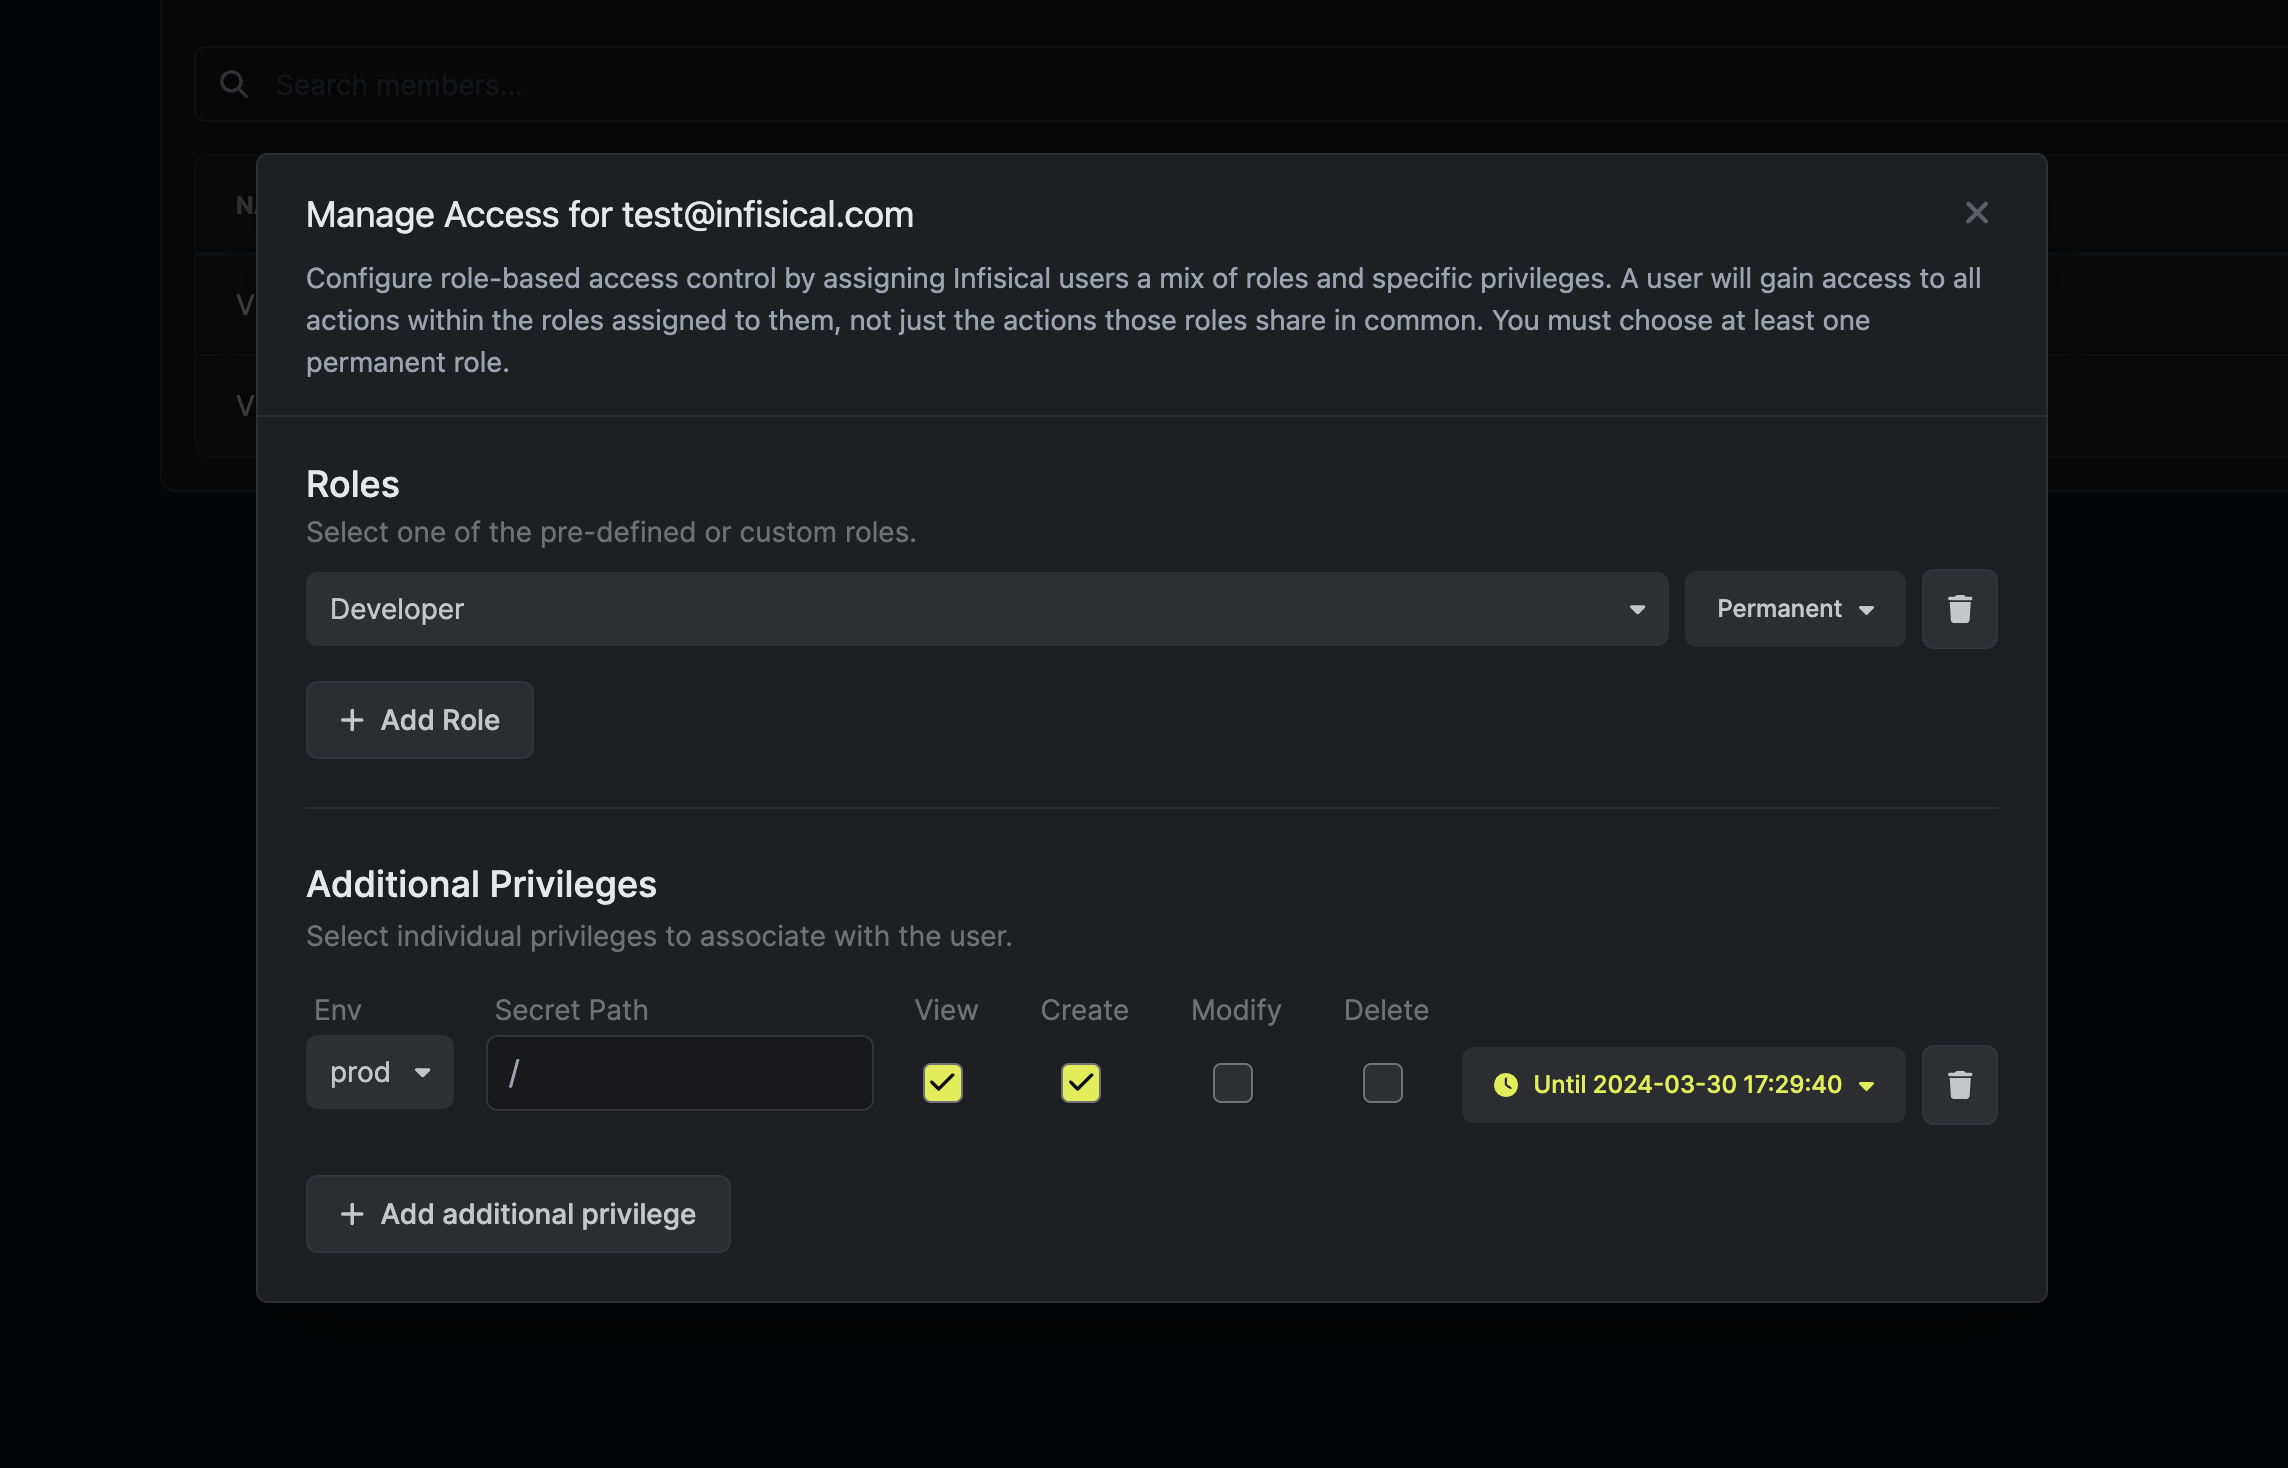 Search members...
Manage Access for test@infisical.com
Configure role-based access control by assigning Infisical users a mix of roles and specific privileges. A user will gain access to all
actions within the roles assigned to them, not just the actions those roles share in common. You must choose at least one
permanent role.
Roles
Select one of the pre-defined or custom roles.
Developer
Permanent
Add Role
Additional Privileges
Select individual privileges to associate with the user.
Env Secret Path View Create Modify Delete
prod / Until 2024-03-30 17:29:40
Add additional privilege